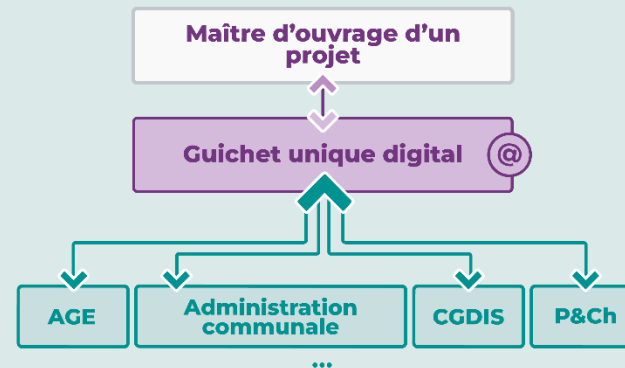 Maître d'ouvrage d'un
projet
Guichet unique digital
@
AGE
Administration
communale
CGDIS
P&Ch
...